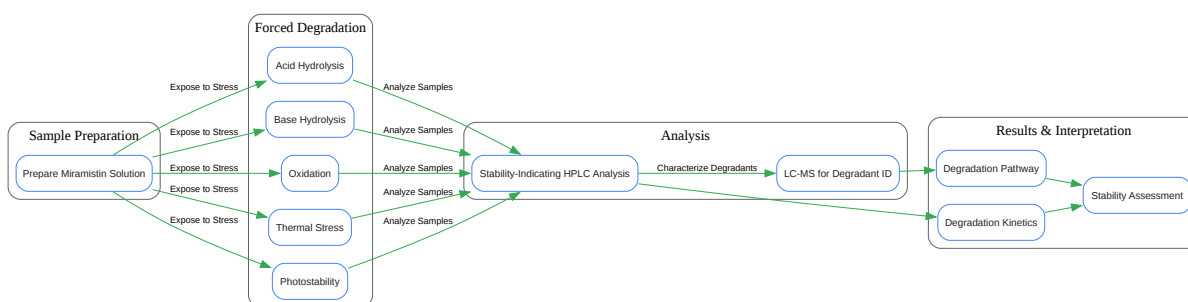 Forced Degradation
Acid Hydrolysis
Expose to Stress
Analyze Samples
Base Hydrolysis
Expose to Stress
Analyze Samples
Sample Preparation
Analysis
Results & Interpretation
Prepare Miramistin Solution
Expose to Stress
Oxidation
Analyze Samples
Stability-Indicating HPLC Analysis
Characterize Degradants
LC-MS for Degradant ID
Degradation Pathway
Expose to Stress
Analyze Samples
Stability Assessment
Expose to Stress
Thermal Stress
Analyze Samples
Degradation Kinetics
Photostability